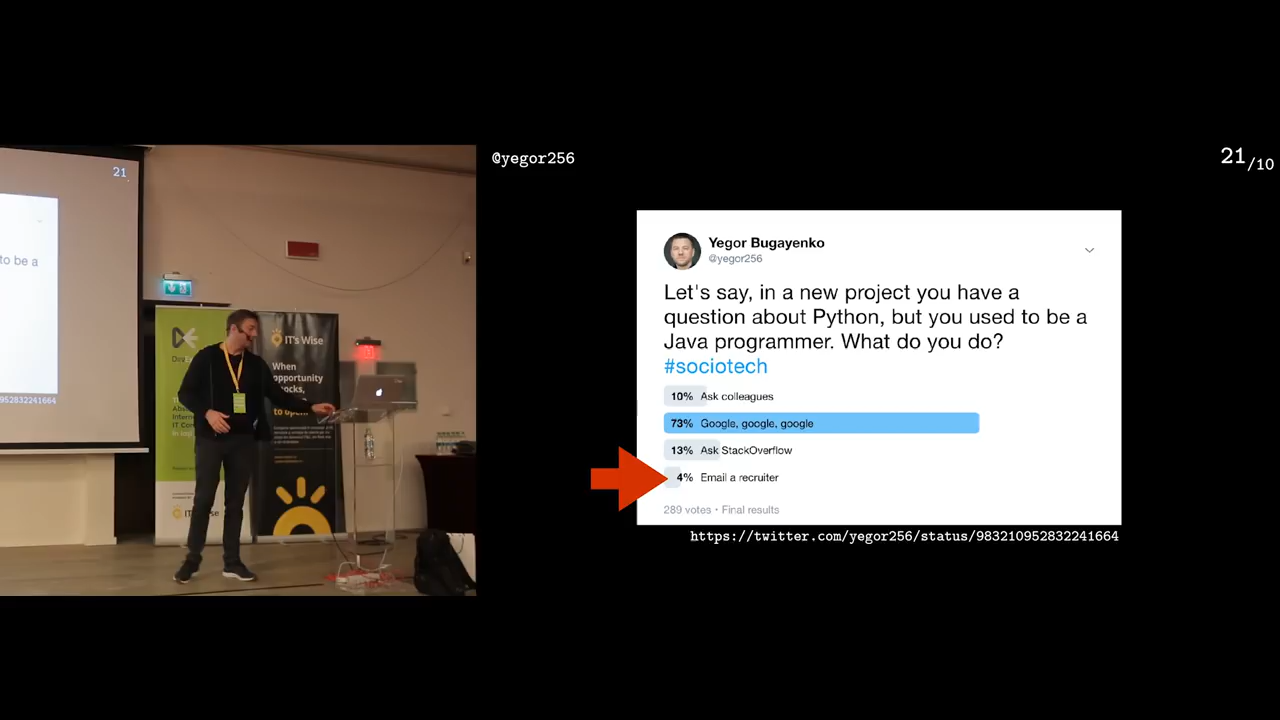 @yegor256
21/10
21
to be a
952832241664
IT's Wise
When
opportunity
to open!
Yegor Bugayenko
@yegor256
Let's say, in a new project you have a
question about Python, but you used to be a
Java programmer. What do you do?
#sociotech
10% Ask colleagues
73% Google, google, google
13% Ask StackOverflow
4% Email a recruiter
289 votes • Final results
https://twitter.com/yegor256/status/983210952832241664